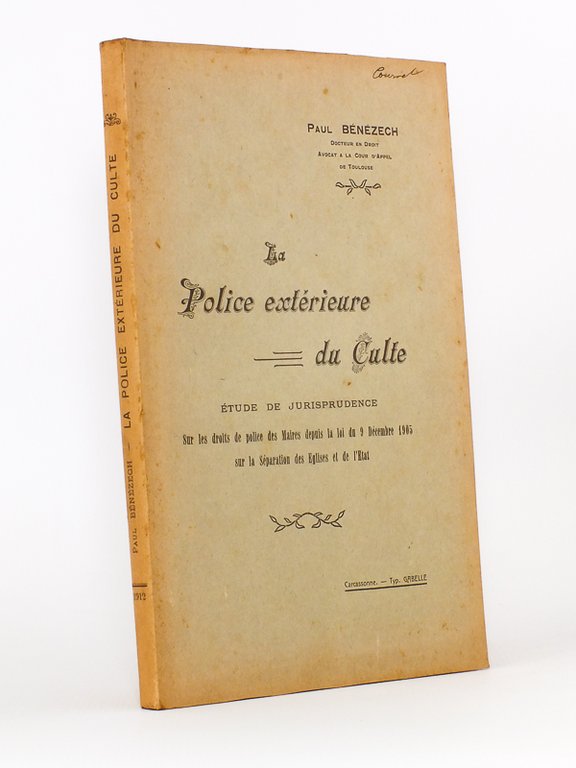 PAUL BÉNÉZECH
DOCTEUR EN DROIT
AVOCAT A LA COUR D'APPEL
DE TOULOUSE
La
Police extérieure
du Culte
ÉTUDE DE JURISPRUDENCE
Sur les droits de police des Maires depuis la loi du 9 Décembre 1905
sur la Séparation des Eglises et de l'Etat
Carcassonne. — Typ. GABELLE
PAUL BÉNÉZECH — LA POLICE EXTÉRIEURE DU CULTE
1912